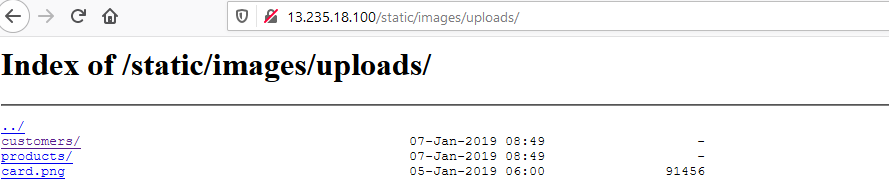 13.235.18.100/static/images/uploads/
Index of /static/images/uploads/
../
customers/ 07-Jan-2019 08:49 -
products/ 07-Jan-2019 08:49 -
card.png 05-Jan-2019 06:00 91456